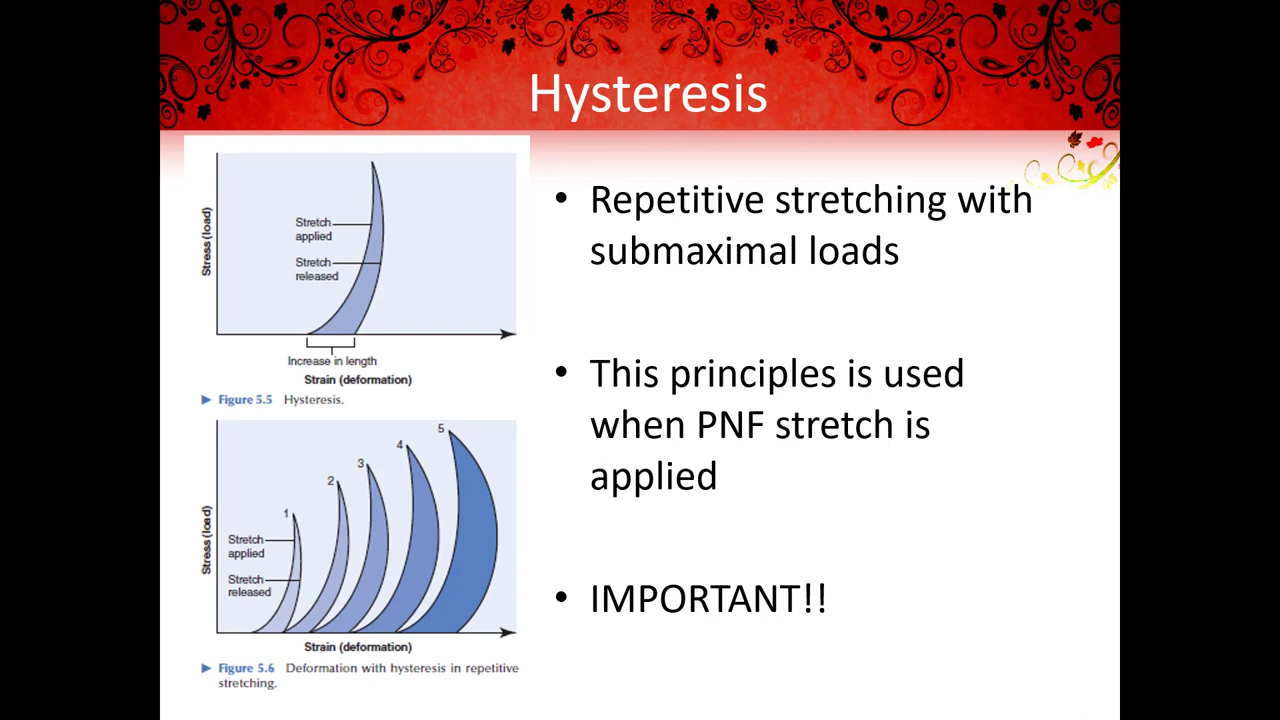 Hysteresis
Stress (load)
Stretch
applied
Stretch
released
Increase in length
Strain (deformation)
▶ Figure 5.5 Hysteresis.
Stress (load)
1
2
3
4
5
Stretch
applied
Stretch
released
Strain (deformation)
▶ Figure 5.6 Deformation with hysteresis in repetitive
stretching.
• Repetitive stretching with
submaximal loads
• This principles is used
when PNF stretch is
applied
• IMPORTANT!!